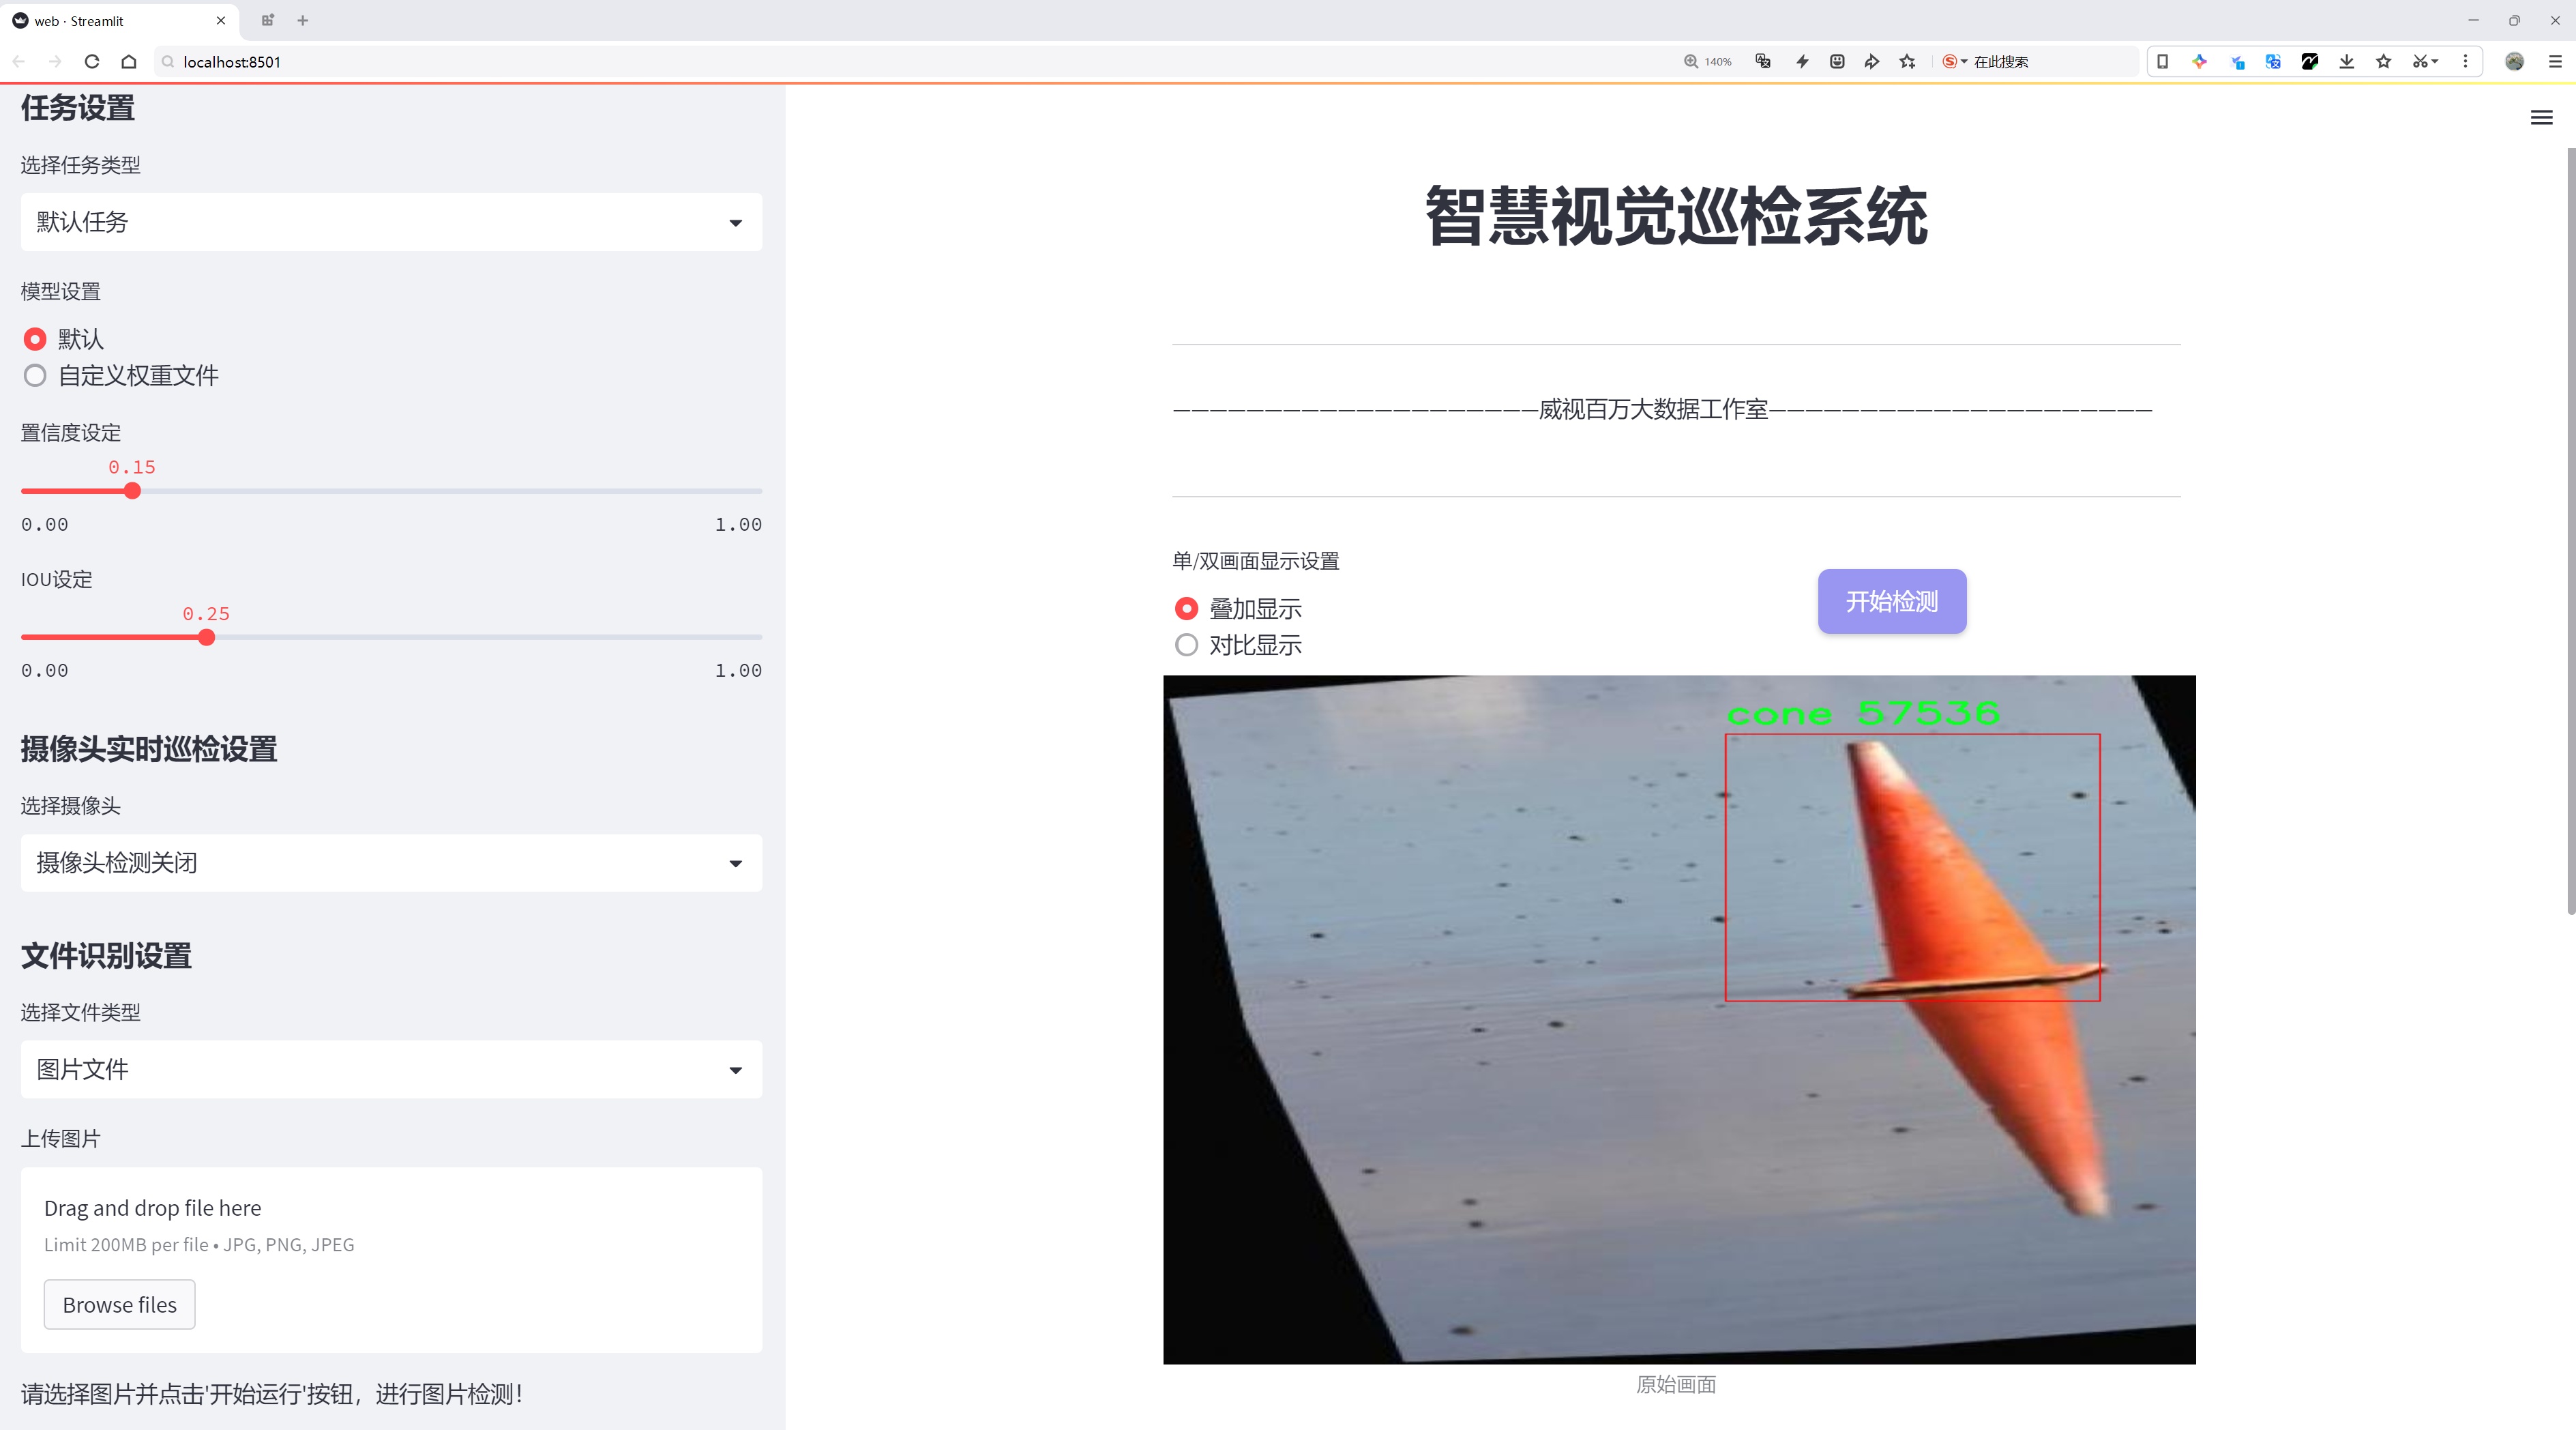 web · Streamlit
localhost:8501
140%
在此搜索
任务设置
选择任务类型
默认任务
模型设置
默认
自定义权重文件
置信度设定
0.15
0.00
1.00
IOU设定
0.25
0.00
1.00
摄像头实时巡检设置
选择摄像头
摄像头检测关闭
文件识别设置
选择文件类型
图片文件
上传图片
Drag and drop file here
Limit 200MB per file • JPG, PNG, JPEG
Browse files
请选择图片并点击'开始运行'按钮，进行图片检测！
智慧视觉巡检系统
—————————————————————威视百万大数据工作室——————————————————————
单/双画面显示设置
叠加显示
对比显示
开始检测
cone 57536
原始画面